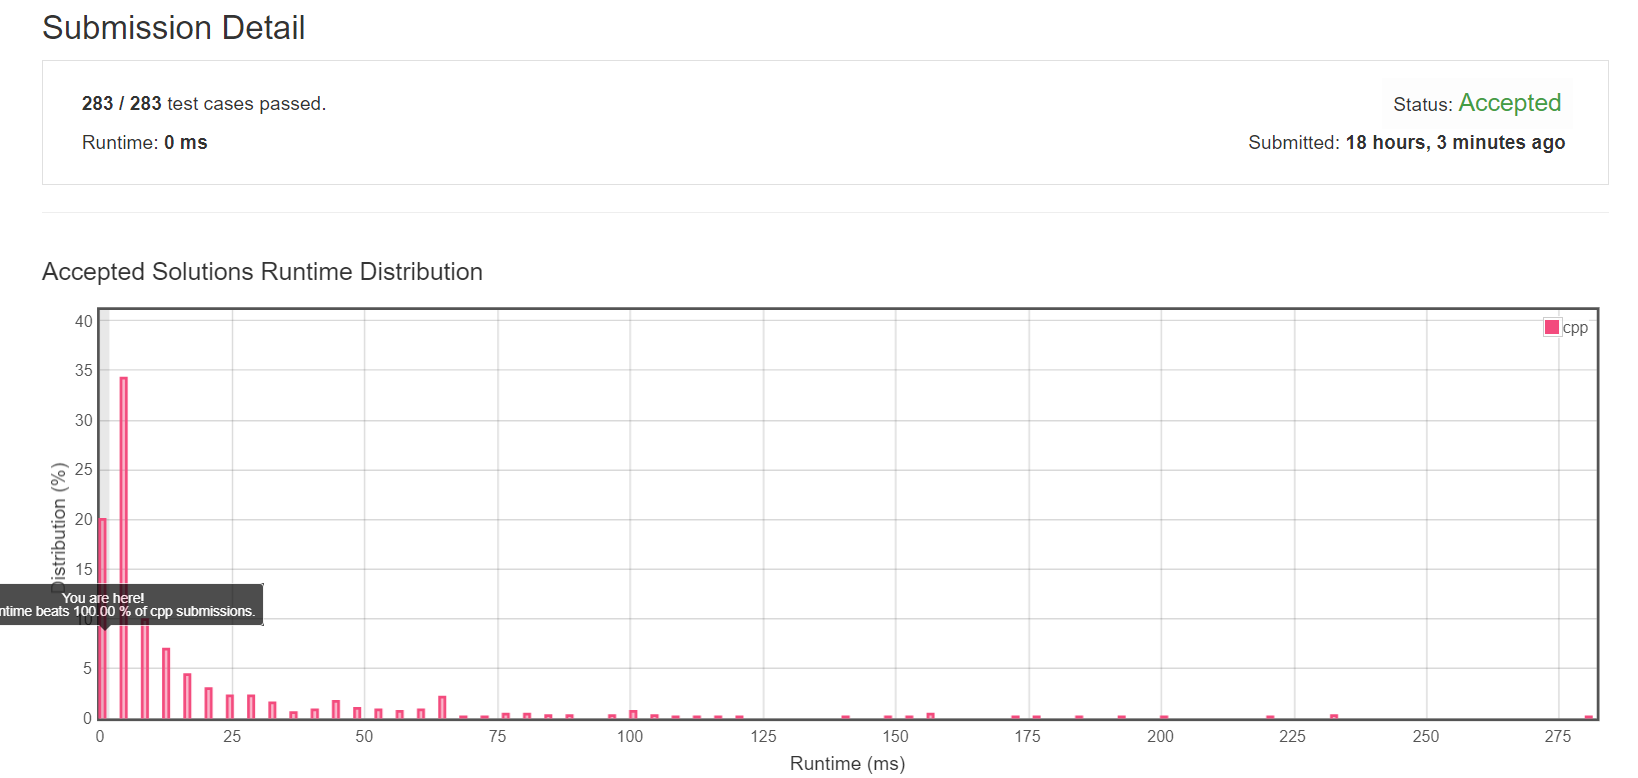 Submission Detail
283 / 283 test cases passed.
Status: Accepted
Runtime: 0 ms
Submitted: 18 hours, 3 minutes ago
Accepted Solutions Runtime Distribution
cpp
Distribution (%)
40
35
30
25
20
15
10
5
0
You are here!
beats 100.00 % of cpp submissions.
0 25 50 75 100 125 150 175 200 225 250 275
Runtime (ms)